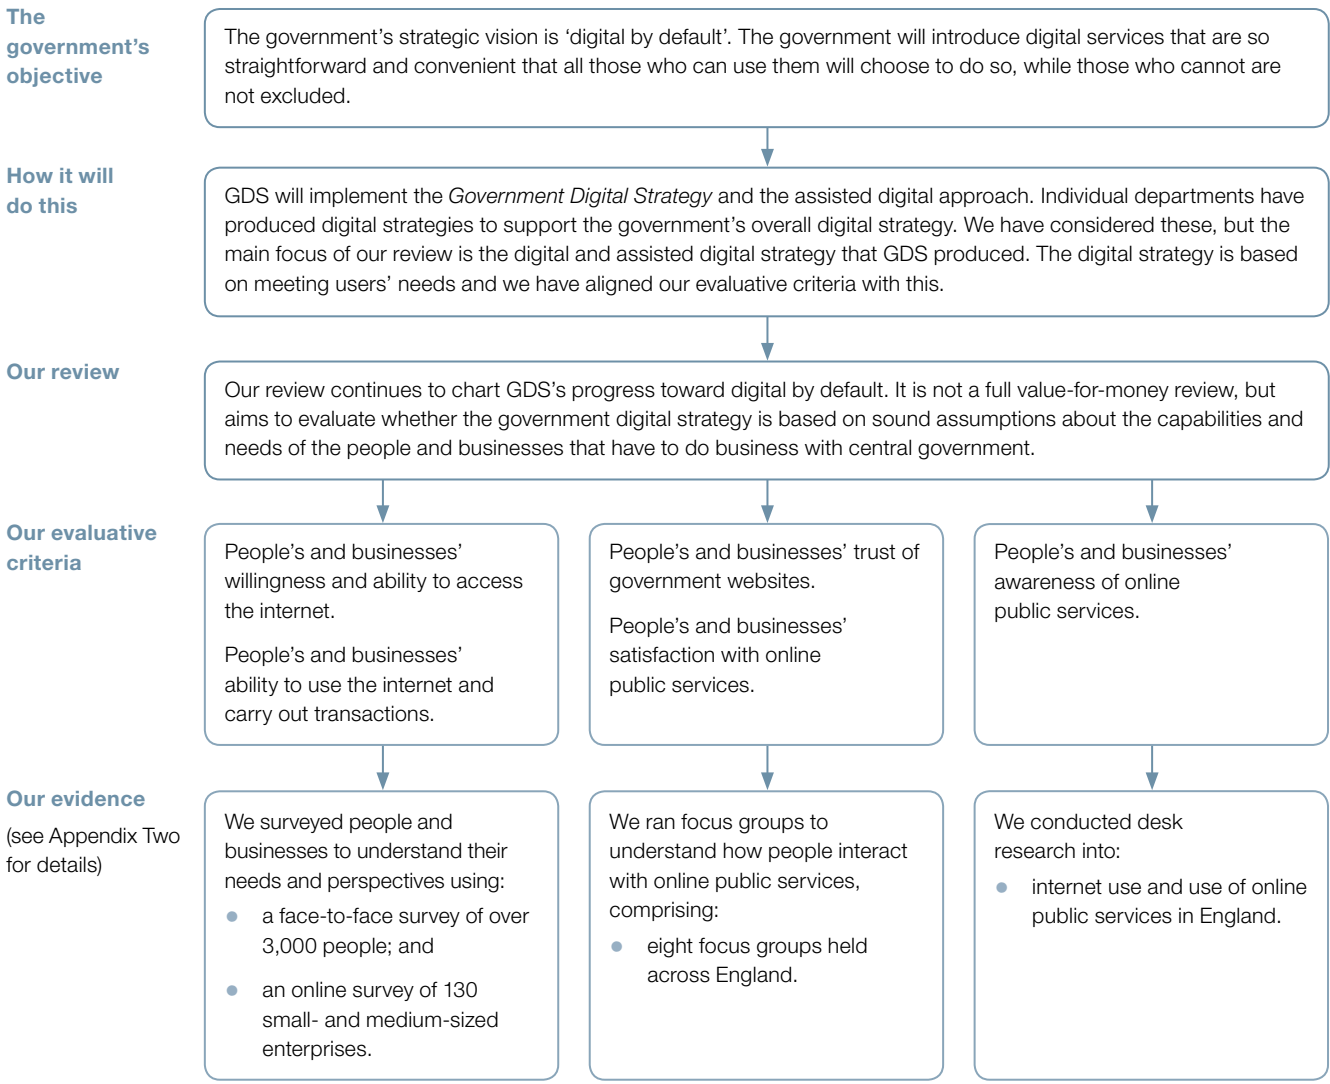 The
government’s
objective
The government’s strategic vision is ‘digital by default’. The government will introduce digital services that are so
straightforward and convenient that all those who can use them will choose to do so, while those who cannot are
not excluded.
How it will
do this
GDS will implement the Government Digital Strategy and the assisted digital approach. Individual departments have
produced digital strategies to support the government’s overall digital strategy. We have considered these, but the
main focus of our review is the digital and assisted digital strategy that GDS produced. The digital strategy is based
on meeting users’ needs and we have aligned our evaluative criteria with this.
Our review
Our review continues to chart GDS’s progress toward digital by default. It is not a full value-for-money review, but
aims to evaluate whether the government digital strategy is based on sound assumptions about the capabilities and
needs of the people and businesses that have to do business with central government.
Our evaluative
criteria
People’s and businesses’
willingness and ability to access
the internet.
People’s and businesses’
ability to use the internet and
carry out transactions.
People’s and businesses’ trust of
government websites.
People’s and businesses’
satisfaction with online
public services.
People’s and businesses’
awareness of online
public services.
Our evidence
(see Appendix Two
for details)
We surveyed people and
businesses to understand their
needs and perspectives using:
• a face-to-face survey of over
3,000 people; and
• an online survey of 130
small- and medium-sized
enterprises.
We ran focus groups to
understand how people interact
with online public services,
comprising:
• eight focus groups held
across England.
We conducted desk
research into:
• internet use and use of online
public services in England.